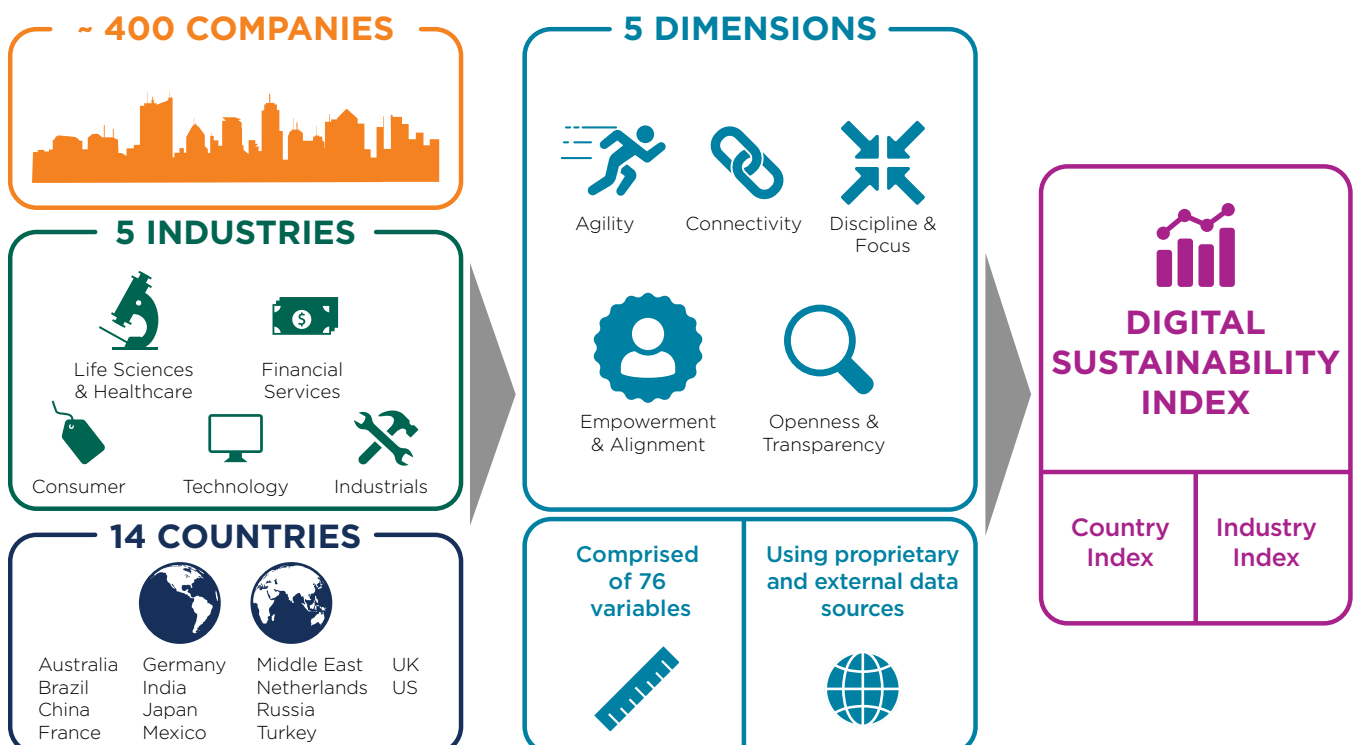 ~ 400 COMPANIES
5 INDUSTRIES
Life Sciences
& Healthcare
Financial
Services
Consumer
Technology
Industrials
14 COUNTRIES
Australia
Brazil
China
France
Germany
India
Japan
Mexico
Middle East
Netherlands
Russia
Turkey
UK
US
5 DIMENSIONS
Agility
Connectivity
Discipline &
Focus
Empowerment
& Alignment
Openness &
Transparency
Comprised
of 76
variables
Using proprietary
and external data
sources
DIGITAL
SUSTAINABILITY
INDEX
Country
Index
Industry
Index